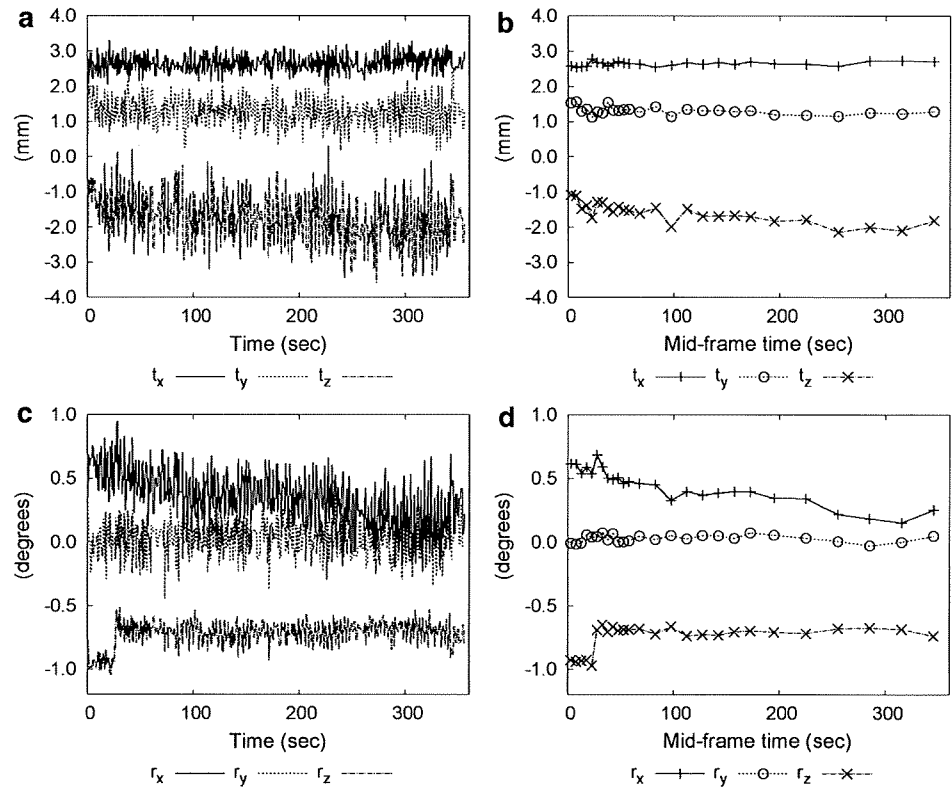 a
4.0
3.0
2.0
1.0
0.0
-1.0
-2.0
-3.0
-4.0
(mm)
0 100 200 300
Time (sec)
tx ty tz
b
4.0
3.0
2.0
1.0
0.0
-1.0
-2.0
-3.0
-4.0
(mm)
0 100 200 300
Mid-frame time (sec)
tx ty tz
c
1.0
0.5
0.0
-0.5
-1.0
(degrees)
0 100 200 300
Time (sec)
rx ry rz
d
1.0
0.5
0.0
-0.5
-1.0
(degrees)
0 100 200 300
Mid-frame time (sec)
rx ry rz